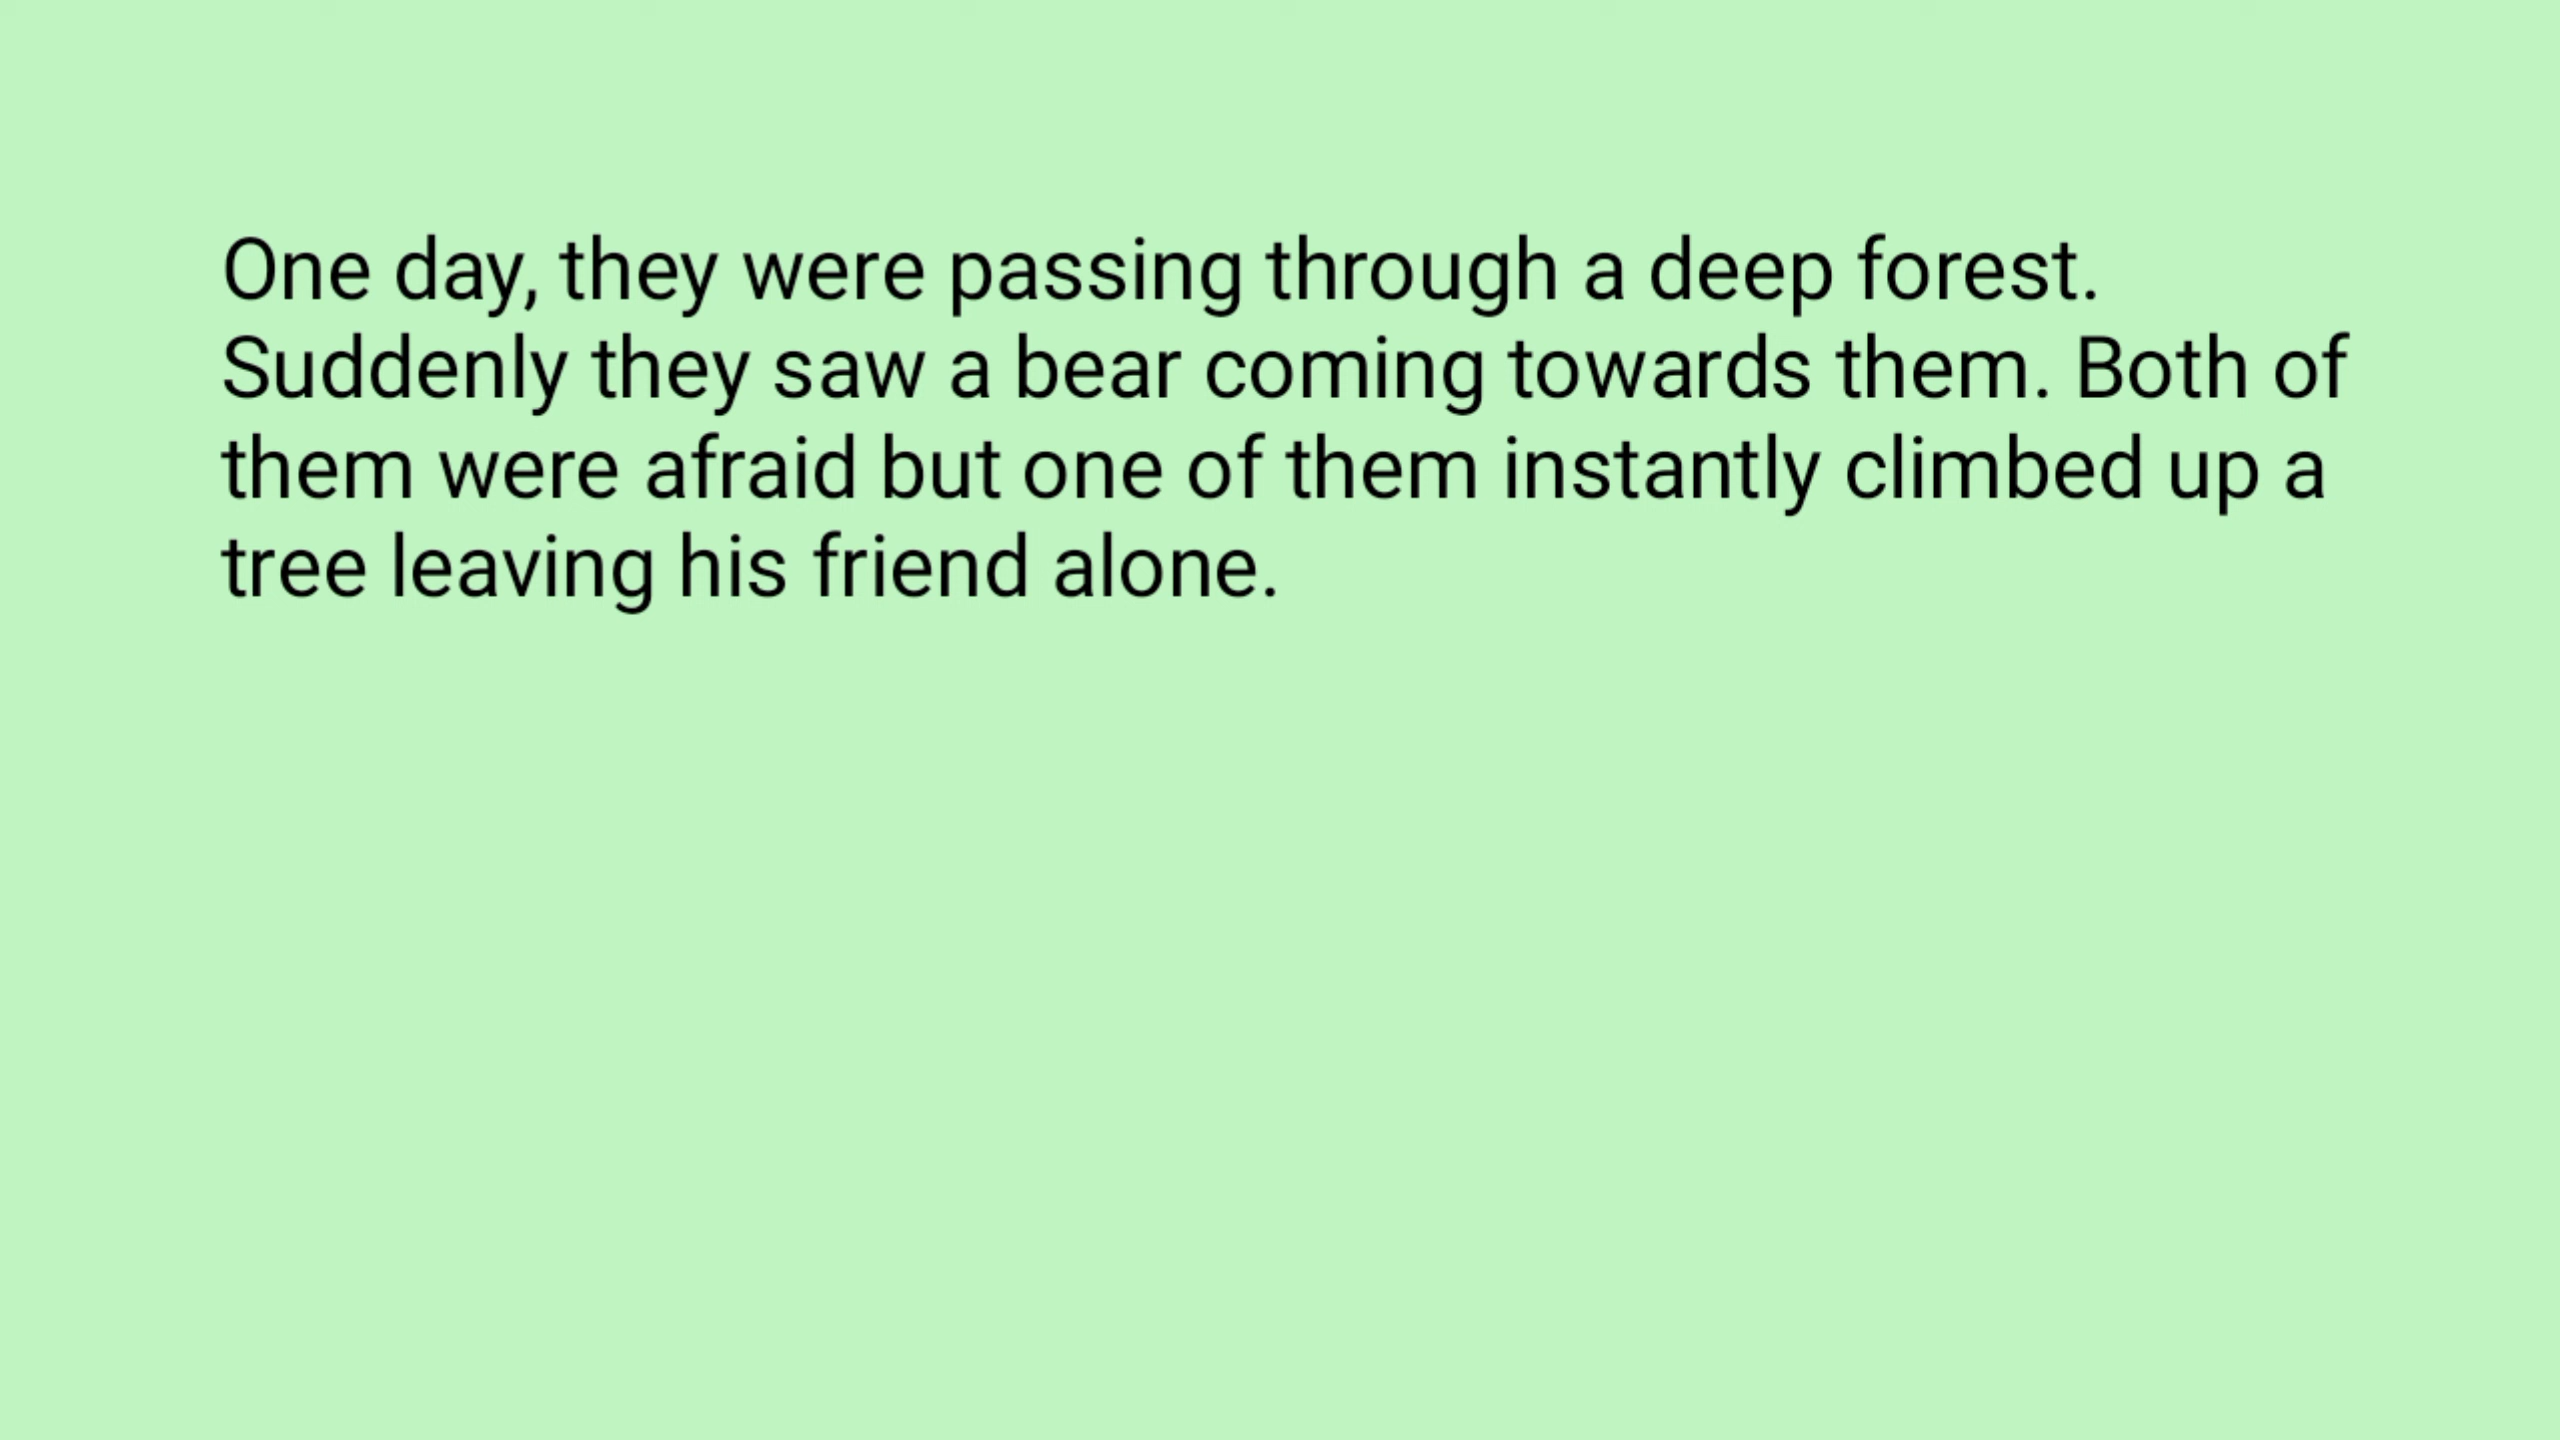 One day, they were passing through a deep forest.
Suddenly they saw a bear coming towards them. Both of
them were afraid but one of them instantly climbed up a
tree leaving his friend alone.